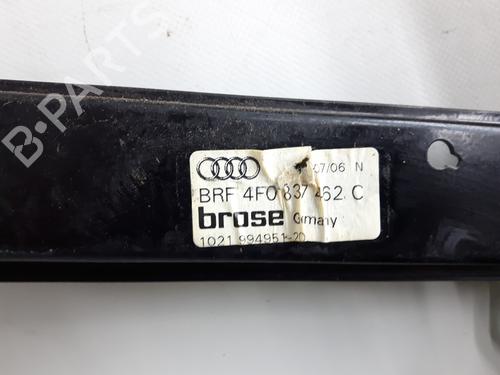 B-PARTS
07/06 N
BRF 4F0 837 462 C
brose Germany
1021 994951-20